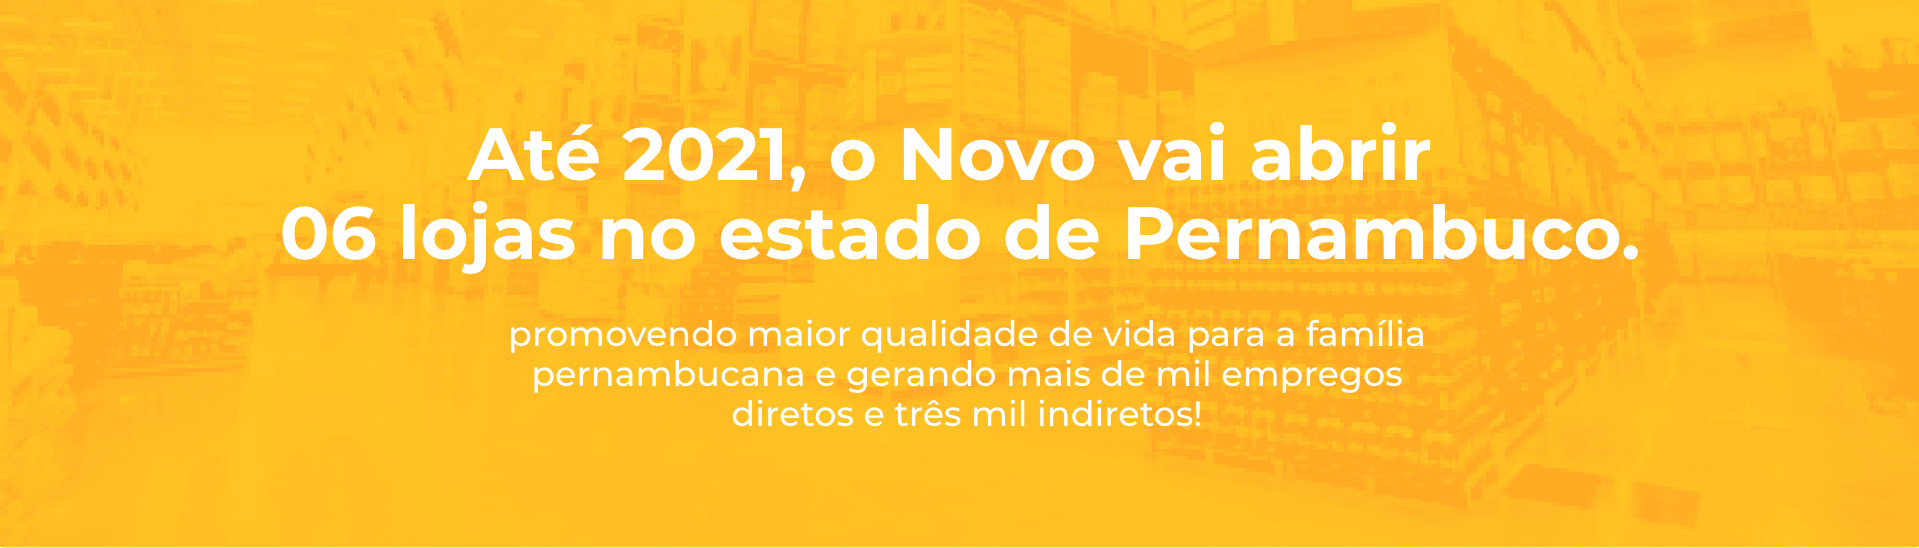 Até 2021, o Novo vai abrir
06 lojas no estado de Pernambuco.
promovendo maior qualidade de vida para a família
pernambucana e gerando mais de mil empregos
diretos e três mil indiretos!